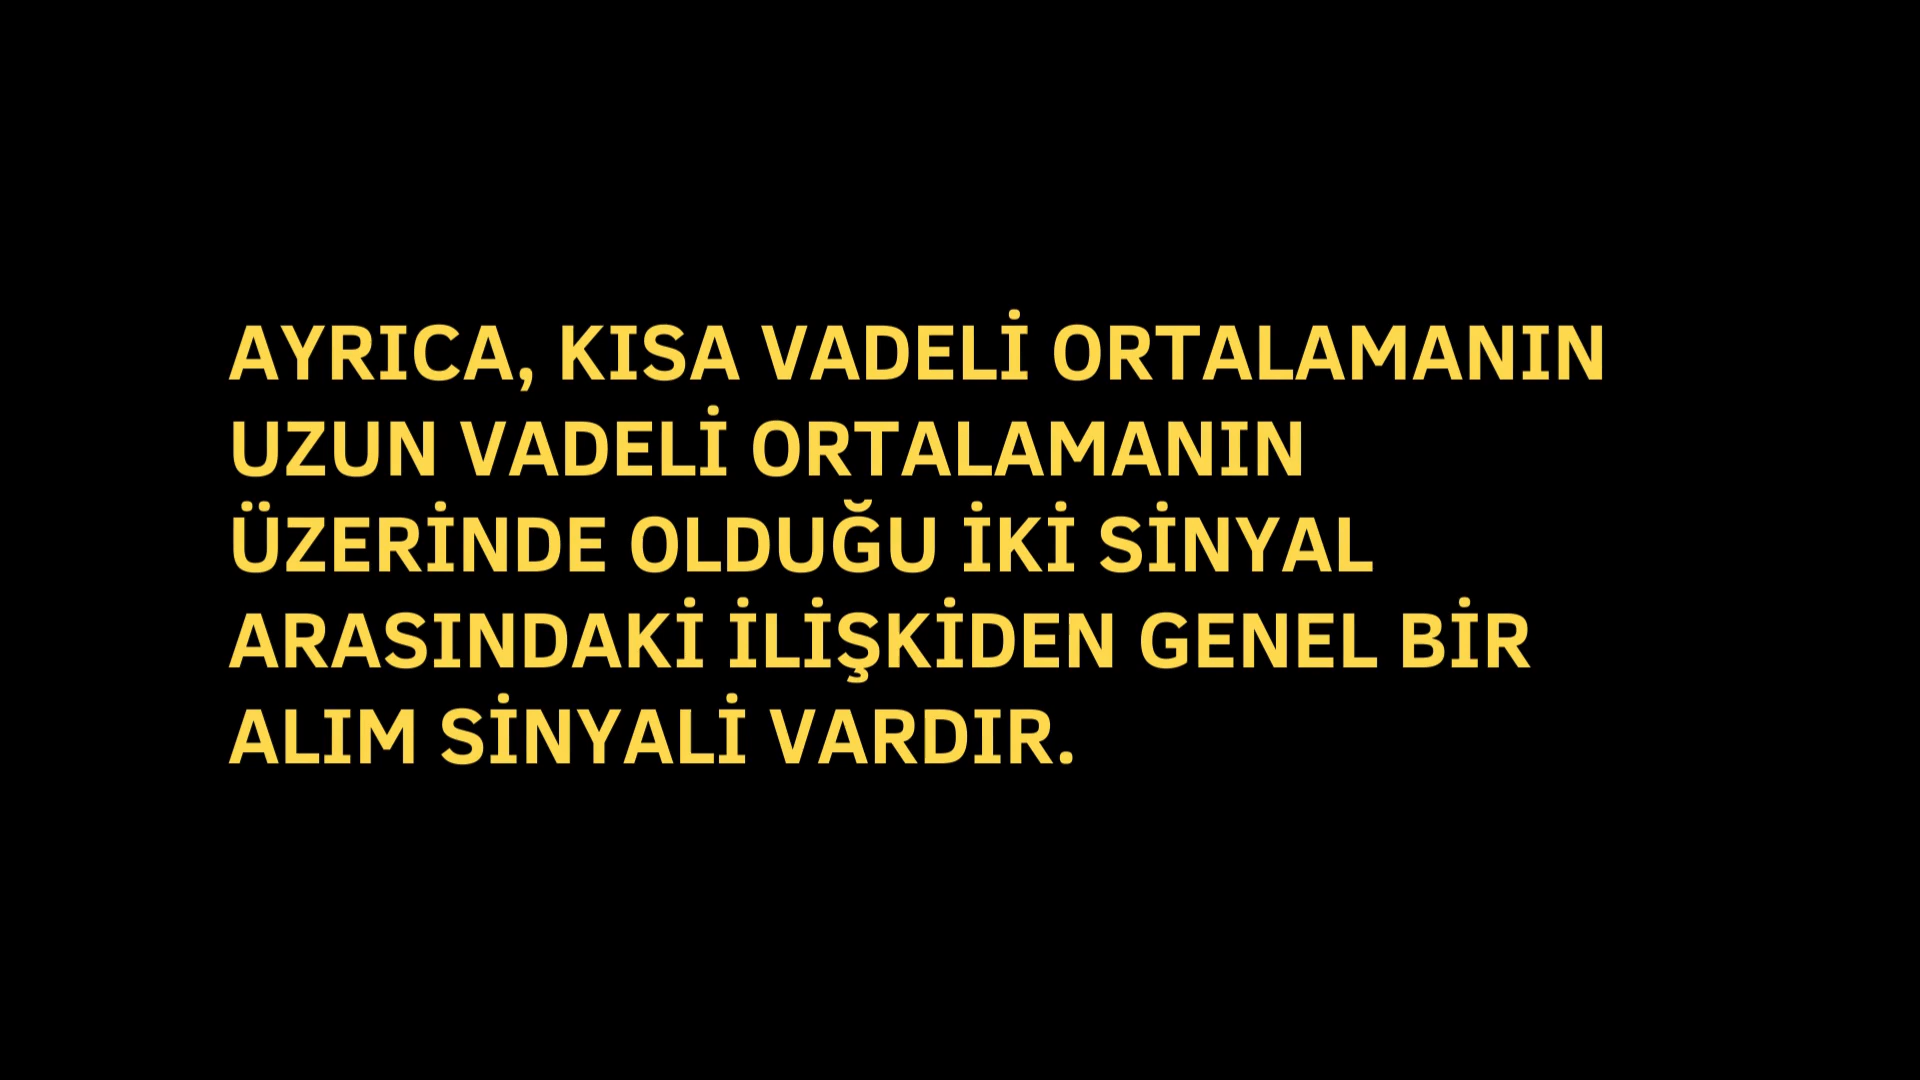 AYRICA, KISA VADELİ ORTALAMANIN
UZUN VADELİ ORTALAMANIN
ÜZERİNDE OLDUĞU İKİ SİNYAL
ARASINDAKİ İLİŞKİDEN GENEL BİR
ALIM SİNYALİ VARDIR.